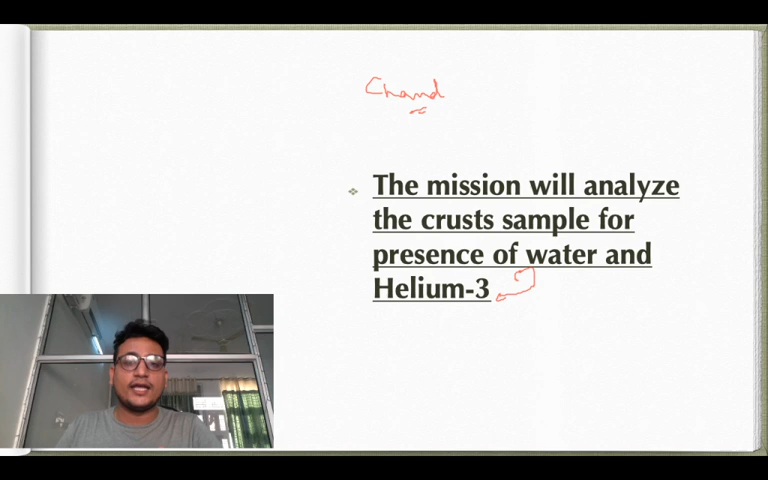 Chand
The mission will analyze
the crusts sample for
presence of water and
Helium-3